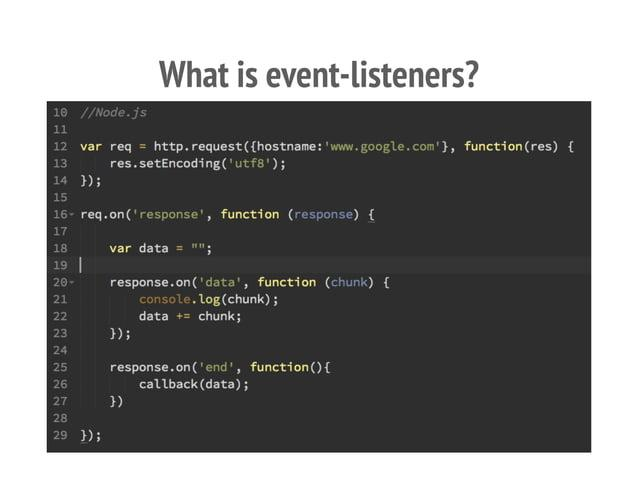 What is event-listeners?
10 //Node.js
11
12 var req = http.request({hostname:'www.google.com'}, function(res) {
13 res.setEncoding('utf8');
14 });
15
16 req.on('response', function (response) {
17
18 var data = "";
19
20 response.on('data', function (chunk) {
21 console.log(chunk);
22 data += chunk;
23 });
24
25 response.on('end', function(){
26 callback(data);
27 })
28
29 });